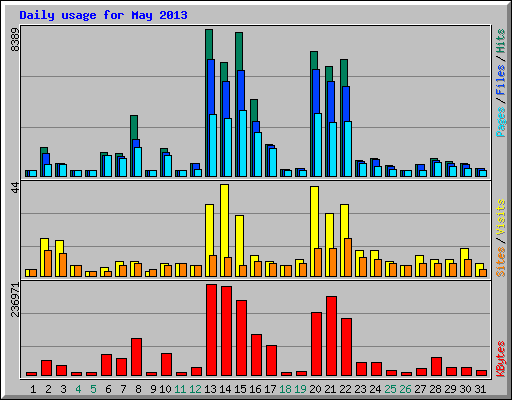 Daily usage for May 2013
8389
Pages / Files / Hits
44
Sites / Visits
236971
KBytes
1 2 3 4 5 6 7 8 9 10 11 12 13 14 15 16 17 18 19 20 21 22 23 24 25 26 27 28 29 30 31